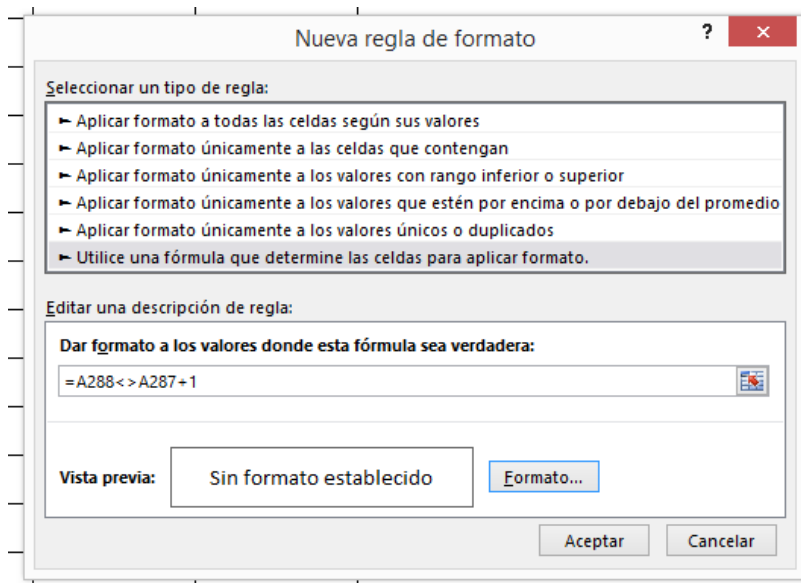 Nueva regla de formato
?
×
Seleccionar un tipo de regla:
► Aplicar formato a todas las celdas según sus valores
► Aplicar formato únicamente a las celdas que contengan
► Aplicar formato únicamente a los valores con rango inferior o superior
► Aplicar formato únicamente a los valores que estén por encima o por debajo del promedio
► Aplicar formato únicamente a los valores únicos o duplicados
► Utilice una fórmula que determine las celdas para aplicar formato.
Editar una descripción de regla:
Dar formato a los valores donde esta fórmula sea verdadera:
=A288<>A287+1
Vista previa:
Sin formato establecido
Formato...
Aceptar
Cancelar